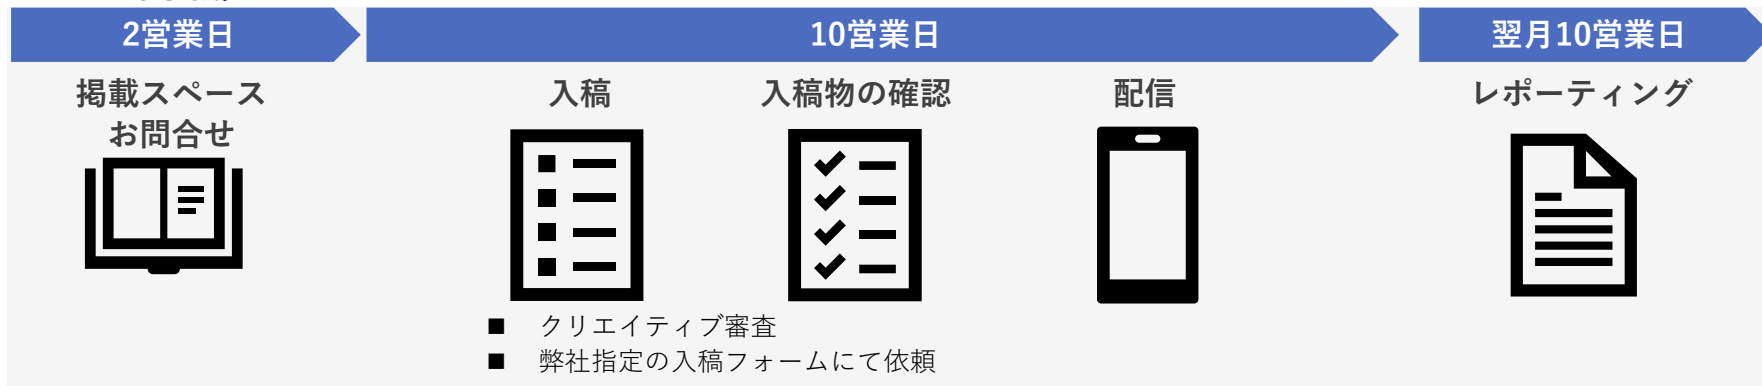 2営業日
10営業日
翌月10営業日
掲載スペース
お問合せ
入稿
入稿物の確認
配信
レポーティング
■ クリエイティブ審査
■ 弊社指定の入稿フォームにて依頼